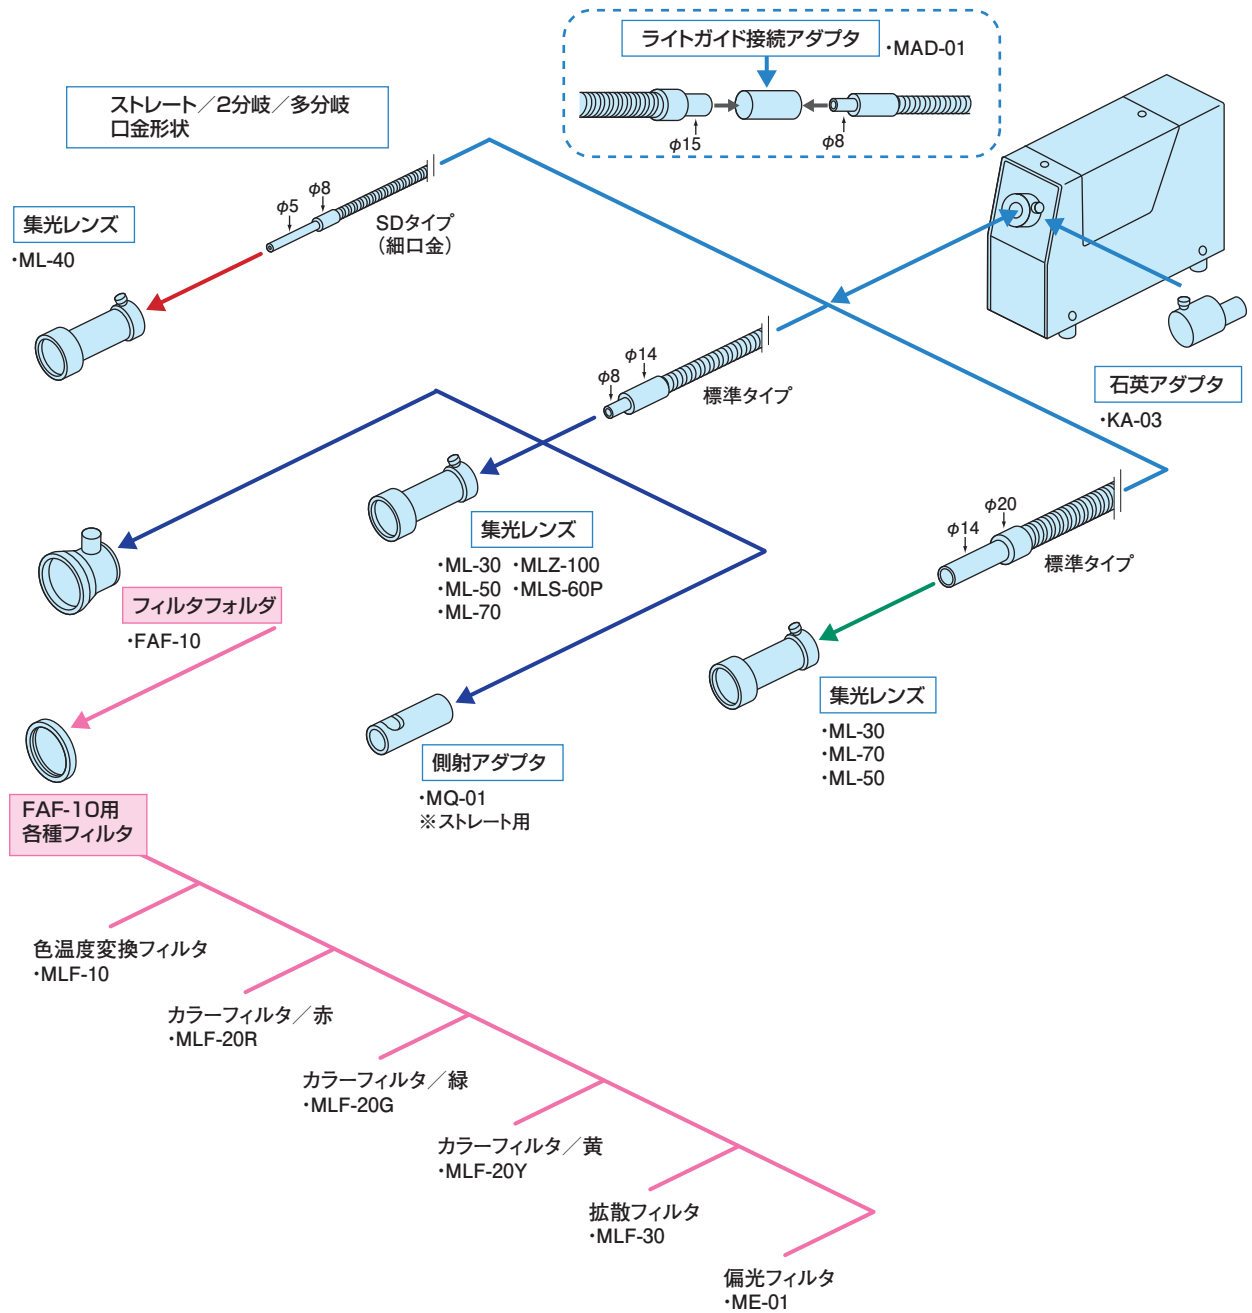 ライトガイド接続アダプタ
・MAD-01
φ15
φ8
ストレート／2分岐／多分岐
口金形状
φ8
φ5
SDタイプ
（細口金）
集光レンズ
・ML-40
石英アダプタ
・KA-03
φ14
φ8
標準タイプ
集光レンズ
・ML-30 ・MLZ-100
・ML-50 ・MLS-60P
・ML-70
φ20
φ14
標準タイプ
集光レンズ
・ML-30
・ML-70
・ML-50
フィルタフォルダ
・FAF-10
側射アダプタ
・MQ-01
※ストレート用
FAF-10用
各種フィルタ
色温度変換フィルタ
・MLF-10
カラーフィルタ／赤
・MLF-20R
カラーフィルタ／緑
・MLF-20G
カラーフィルタ／黄
・MLF-20Y
拡散フィルタ
・MLF-30
偏光フィルタ
・ME-01